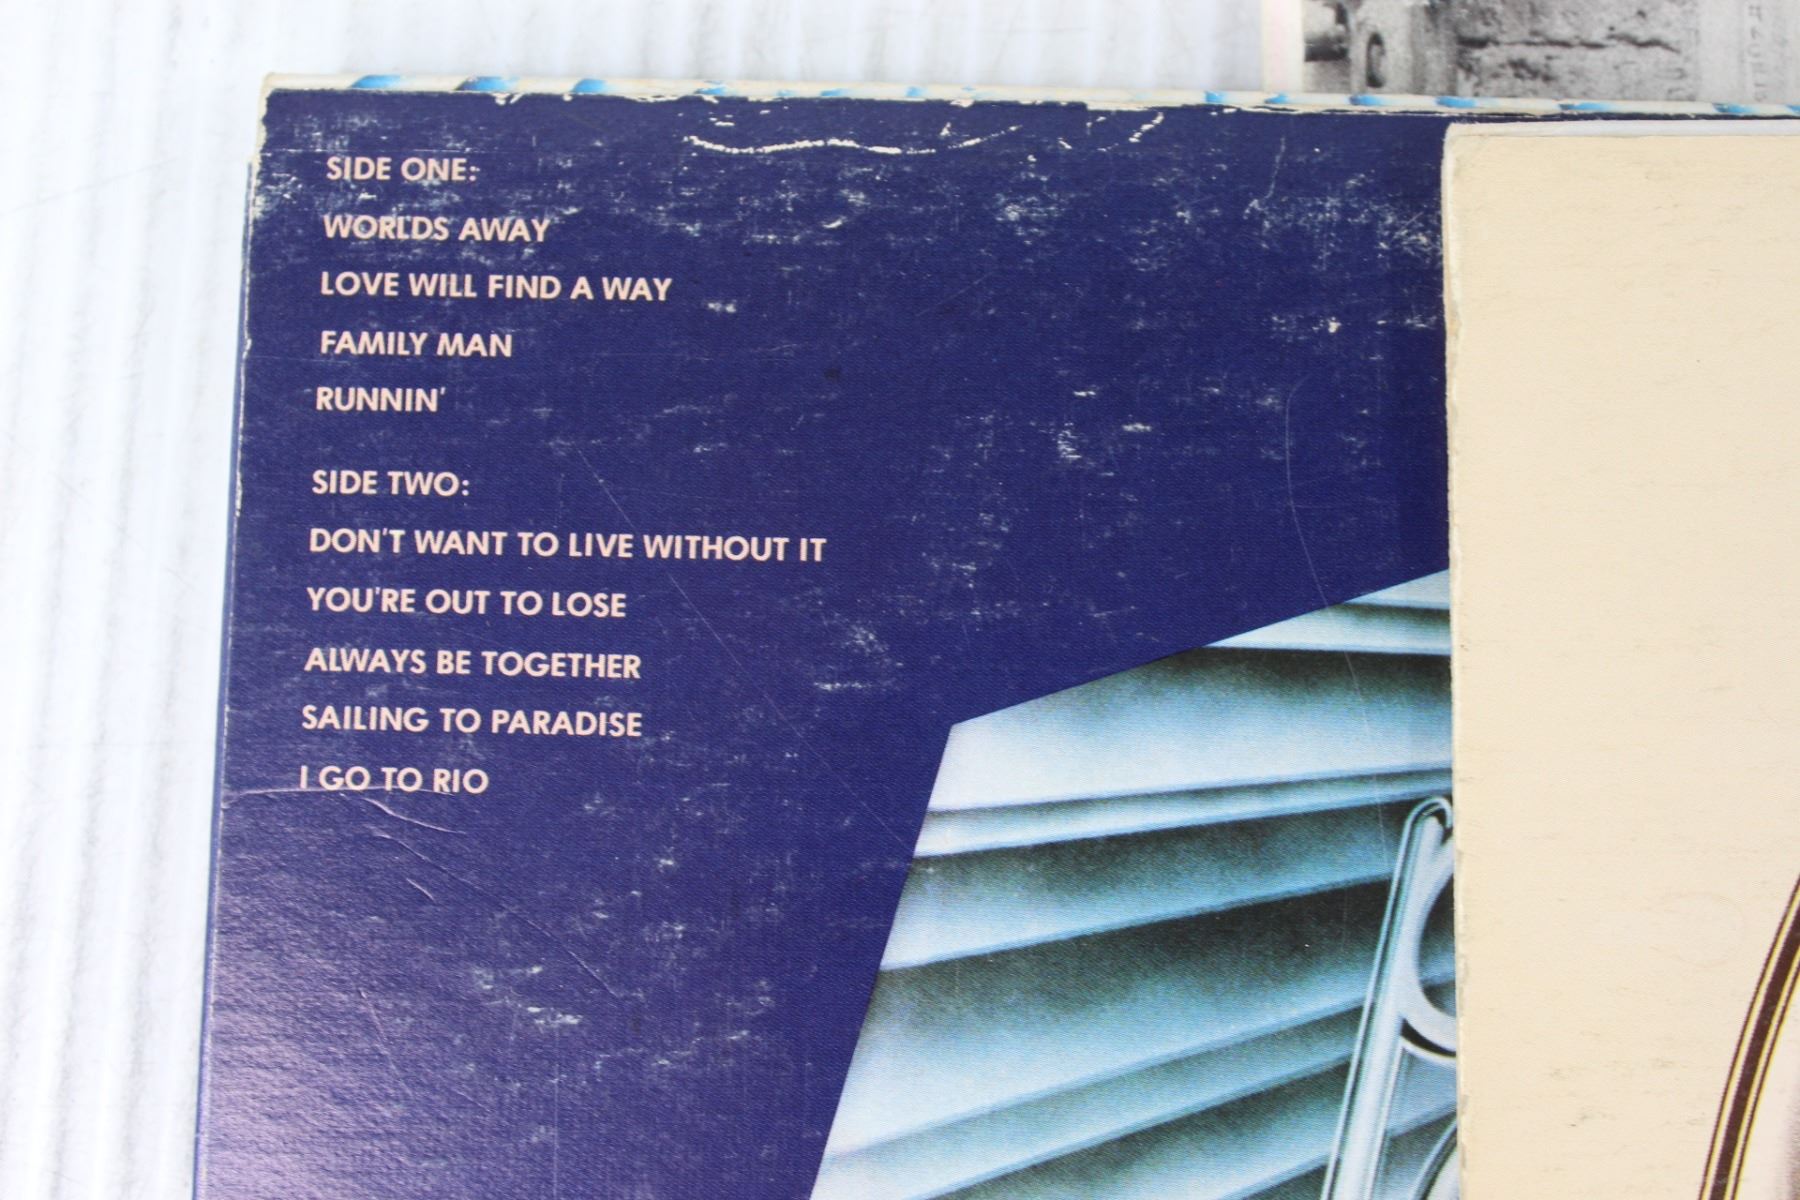 SIDE ONE:
WORLDS AWAY
LOVE WILL FIND A WAY
FAMILY MAN
RUNNIN'
SIDE TWO:
DON'T WANT TO LIVE WITHOUT IT
YOU'RE OUT TO LOSE
ALWAYS BE TOGETHER
SAILING TO PARADISE
I GO TO RIO